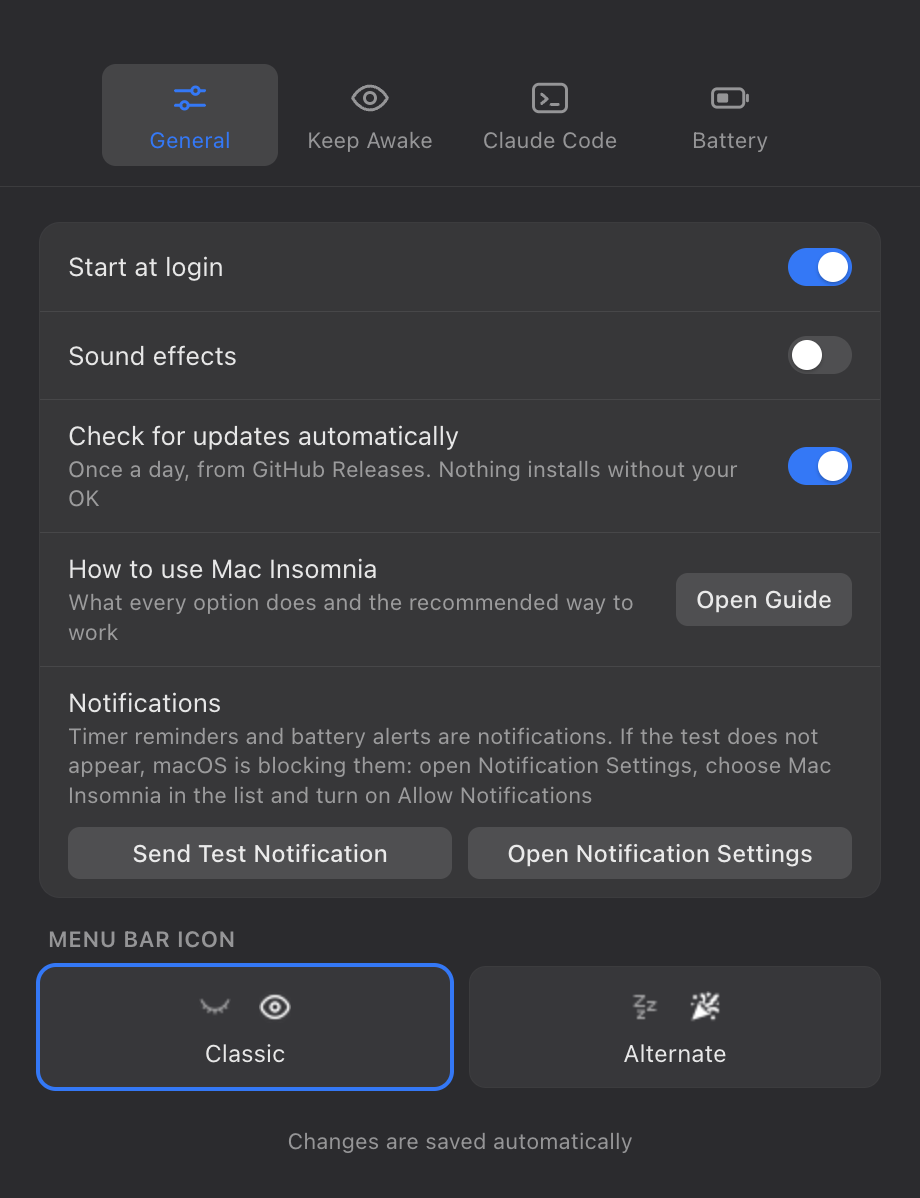 General
Keep Awake
Claude Code
Battery
Start at login
Sound effects
Check for updates automatically
Once a day, from GitHub Releases. Nothing installs without your
OK
How to use Mac Insomnia
What every option does and the recommended way to
work
Open Guide
Notifications
Timer reminders and battery alerts are notifications. If the test does not
appear, macOS is blocking them: open Notification Settings, choose Mac
Insomnia in the list and turn on Allow Notifications
Send Test Notification
Open Notification Settings
MENU BAR ICON
Classic
Alternate
Changes are saved automatically